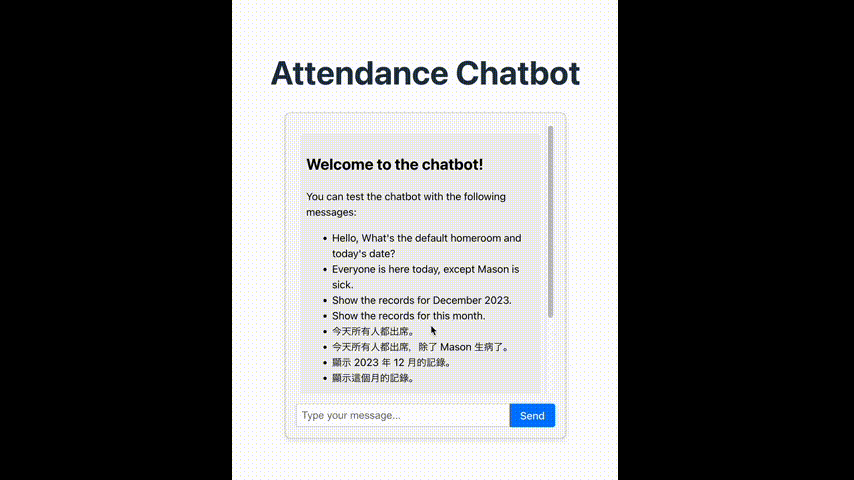 Attendance Chatbot
Welcome to the chatbot!
You can test the chatbot with the following
messages:
• Hello, What's the default homeroom and
today's date?
• Everyone is here today, except Mason is
sick.
• Show the records for December 2023.
• Show the records for this month.
• 今天所有人都出席。
• 今天所有人都出席，除了 Mason 生病了。
• 顯示 2023 年 12 月的記錄。
• 顯示這個月的記錄。
Type your message...
Send